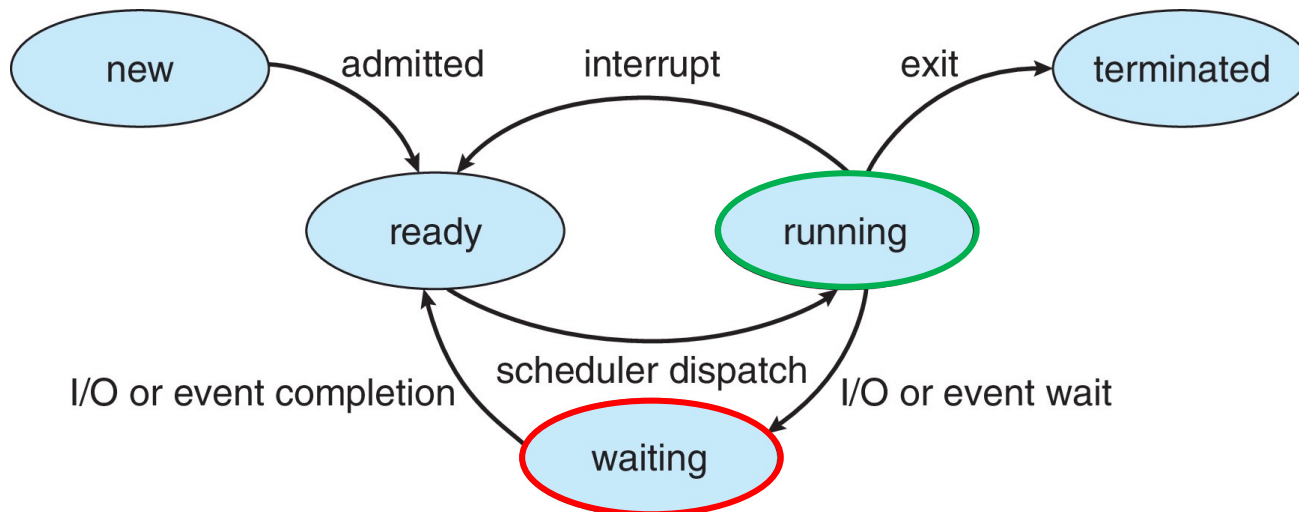 new
admitted
interrupt
exit
terminated
ready
running
I/O or event completion
scheduler dispatch
I/O or event wait
waiting